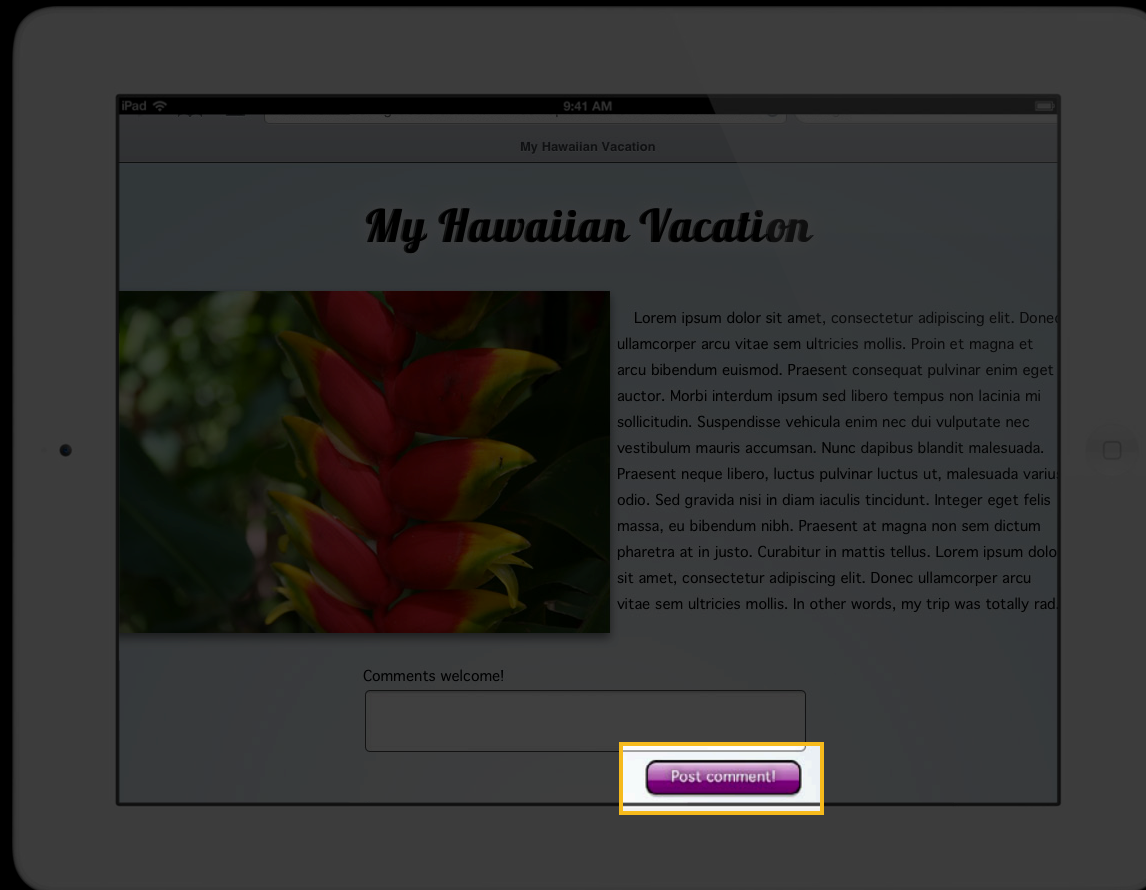 iPad
9:41 AM
My Hawaiian Vacation
My Hawaiian Vacation
Lorem ipsum dolor sit amet, consectetur adipiscing elit. Donec
ullamcorper arcu vitae sem ultricies mollis. Proin et magna et
arcu bibendum euismod. Praesent consequat pulvinar enim eget
auctor. Morbi interdum ipsum sed libero tempus non lacinia mi
sollicitudin. Suspendisse vehicula enim nec dui vulputate nec
vestibulum mauris accumsan. Nunc dapibus blandit malesuada.
Praesent neque libero, luctus pulvinar luctus ut, malesuada varius
odio. Sed gravida nisi in diam iaculis tincidunt. Integer eget felis
massa, eu bibendum nibh. Praesent at magna non sem dictum
pharetra at in justo. Curabitur in mattis tellus. Lorem ipsum dolo
sit amet, consectetur adipiscing elit. Donec ullamcorper arcu
vitae sem ultricies mollis. In other words, my trip was totally rad.
Comments welcome!
Post comment!